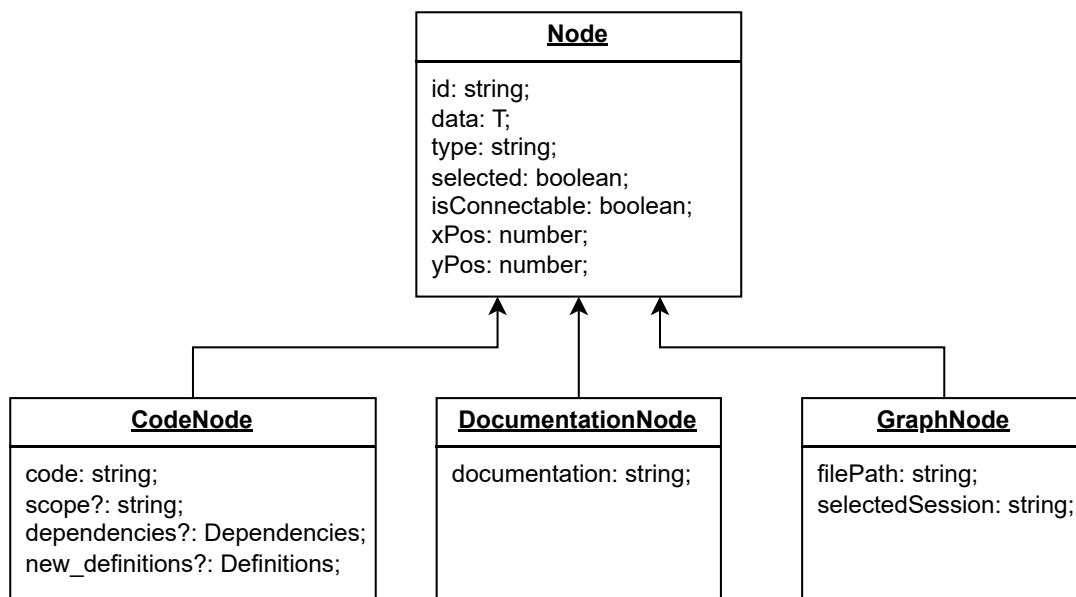 Node
id: string;
data: T;
type: string;
selected: boolean;
isConnectable: boolean;
xPos: number;
yPos: number;
CodeNode
code: string;
scope?: string;
dependencies?: Dependencies;
new_definitions?: Definitions;
DocumentationNode
documentation: string;
GraphNode
filePath: string;
selectedSession: string;